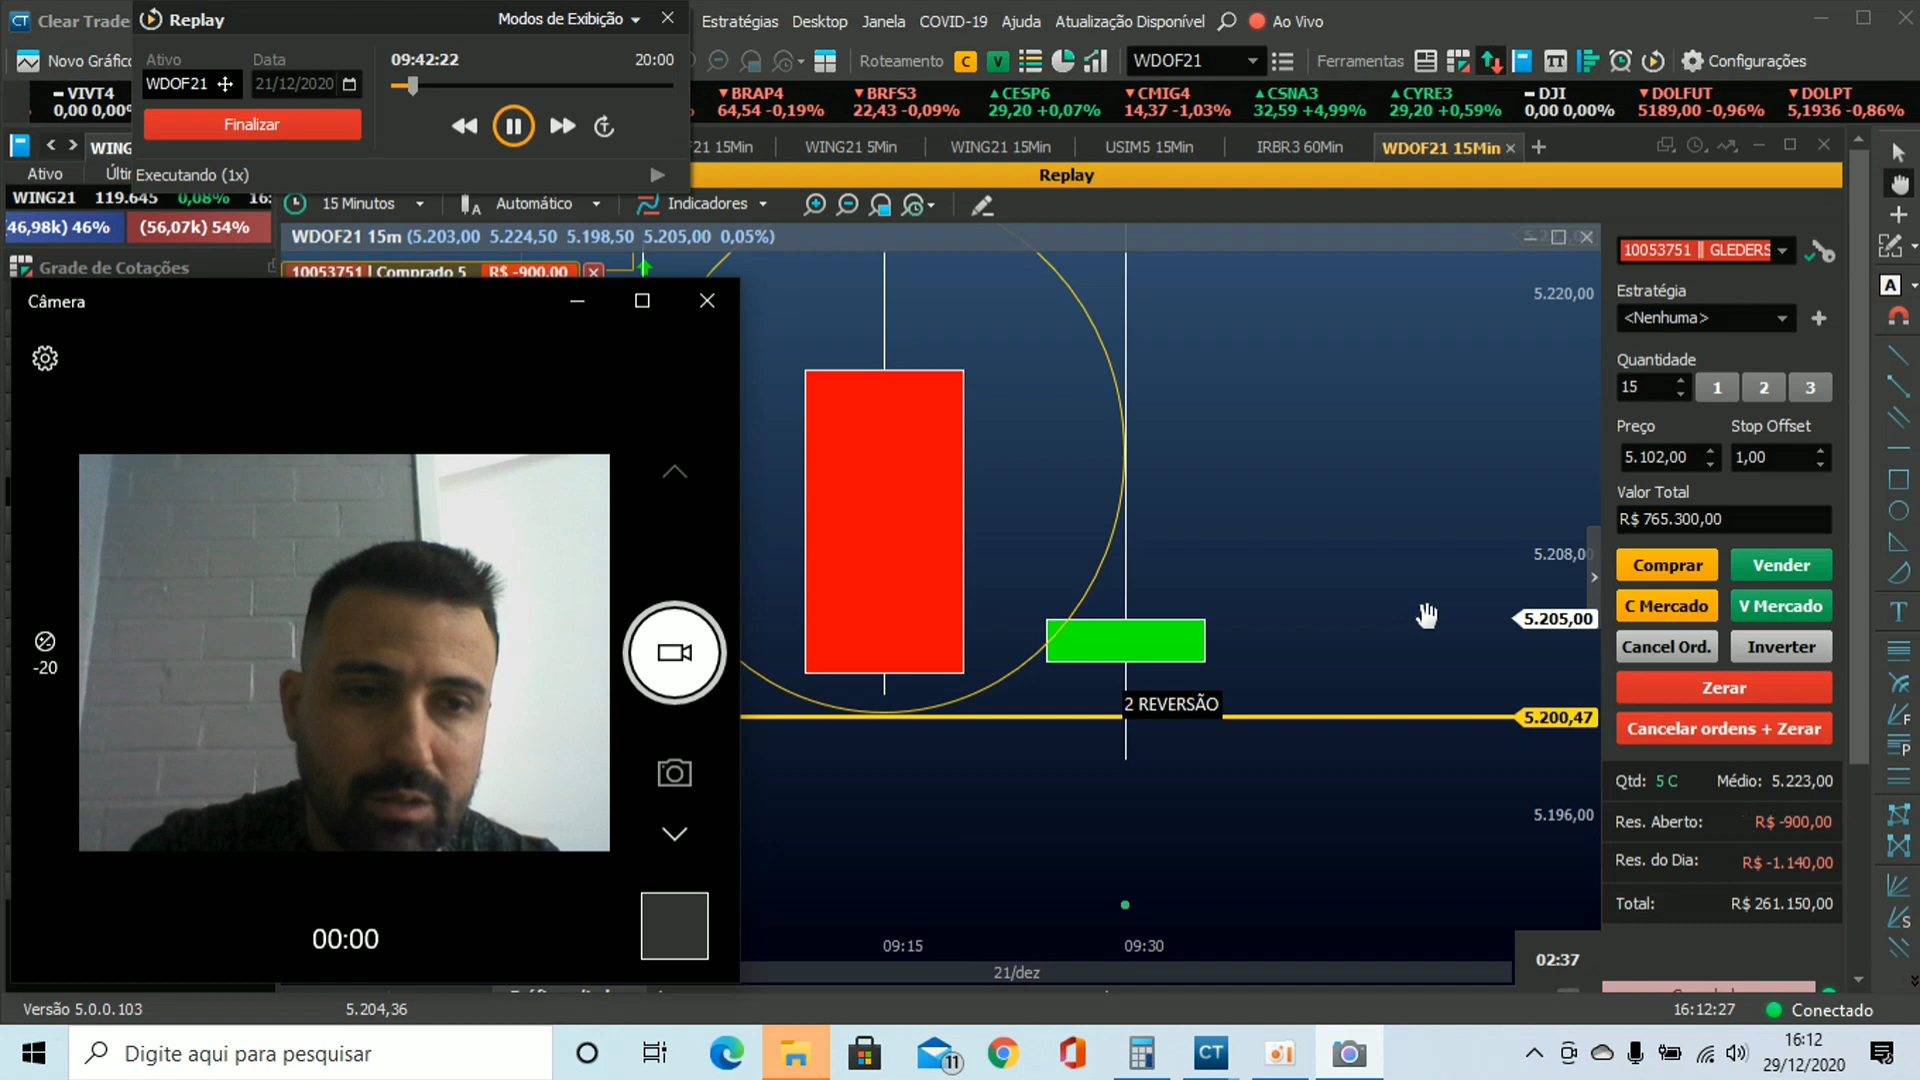 Clear Trade
Replay
Modos de Exibição
Estratégias Desktop Janela COVID-19 Ajuda Atualização Disponível Ao Vivo
Novo Gráfico
Ativo
Data
09:42:22
20:00
WDOF21
21/12/2020
Finalizar
Executando (1x)
Roteamento
C
V
WDOF21
Ferramentas
Configurações
VIVT4
0,00 0,00%
BRAP4
64,54 -0,19%
BRFS3
22,43 -0,09%
CESP6
29,20 +0,07%
CMIG4
14,37 -1,03%
CSNA3
32,59 +4,99%
CYRE3
29,20 +0,59%
DJI
0,00 0,00%
DOLFUT
5189,00 -0,96%
DOLPT
5,1936 -0,86%
15Min
WING21 5Min
WING21 15Min
USIM5 15Min
IRBR3 60Min
WDOF21 15Min
Replay
Ativo
WING21 119.645 0,08% 16:
46,98k) 46%
(56,07k) 54%
15 Minutos
Automático
Indicadores
WDOF21 15m (5.203,00 5.224,50 5.198,50 5.205,00 0,05%)
Grade de Cotações
10053751 | Comprado 5 R$ -900,00
Câmera
-20
00:00
2 REVERSÃO
5.220,00
5.208,00
5.205,00
5.200,47
5.196,00
09:15
09:30
21/dez
02:37
10053751 || GLEDERS
Estratégia
<Nenhuma>
Quantidade
15
1
2
3
Preço
Stop Offset
5.102,00
1,00
Valor Total
R$ 765.300,00
Comprar
Vender
C Mercado
V Mercado
Cancel Ord.
Inverter
Zerar
Cancelar ordens + Zerar
Qtd: 5 C
Médio: 5.223,00
Res. Aberto:
R$ -900,00
Res. do Dia:
R$ -1.140,00
Total:
R$ 261.150,00
Versão 5.0.0.103
5.204,36
16:12:27
Conectado
Digite aqui para pesquisar
11
CT
16:12
29/12/2020